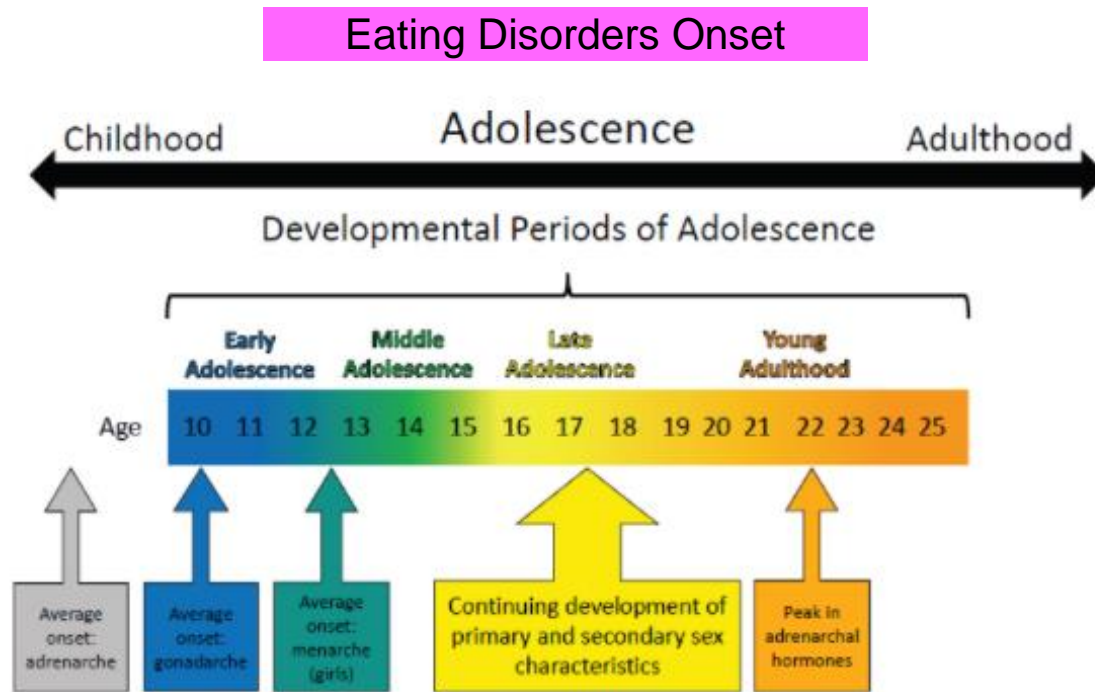 Eating Disorders Onset
Childhood Adolescence Adulthood
Developmental Periods of Adolescence
Early Middle Late Young
Adolescence Adolescence Adolescence Adulthood
Age 10 11 12 13 14 15 16 17 18 19 20 21 22 23 24 25
Average
onset:
adrenarche
Average
onset:
gonadarche
Average
onset:
menarche
(girls)
Continuing development of
primary and secondary sex
characteristics
Peak in
adrenarchal
hormones